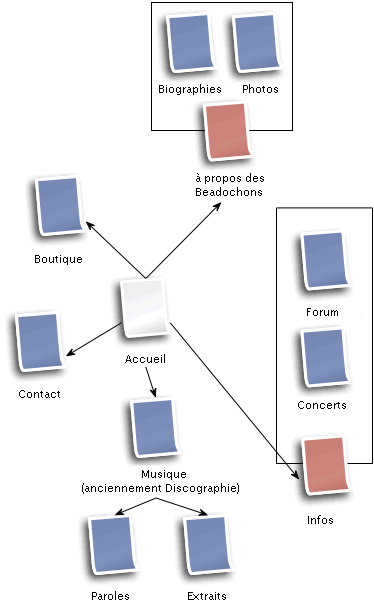 Biographies
Photos
à propos des
Beadochons
Boutique
Forum
Accueil
Contact
Concerts
Musique
(anciennement Discographie)
Infos
Paroles
Extraits